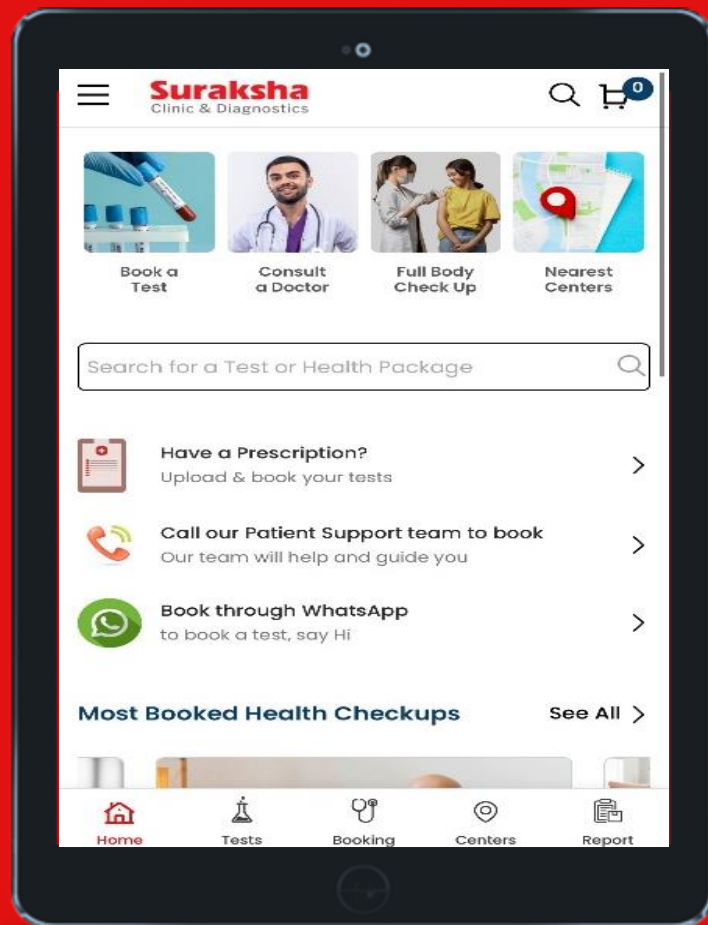 Suraksha
Clinic & Diagnostics
0
Book a
Test
Consult
a Doctor
Full Body
Check Up
Nearest
Centers
Search for a Test or Health Package
Have a Prescription?
Upload & book your tests
Call our Patient Support team to book
Our team will help and guide you
Book through WhatsApp
to book a test, say Hi
Most Booked Health Checkups
See All
Home
Tests
Booking
Centers
Report